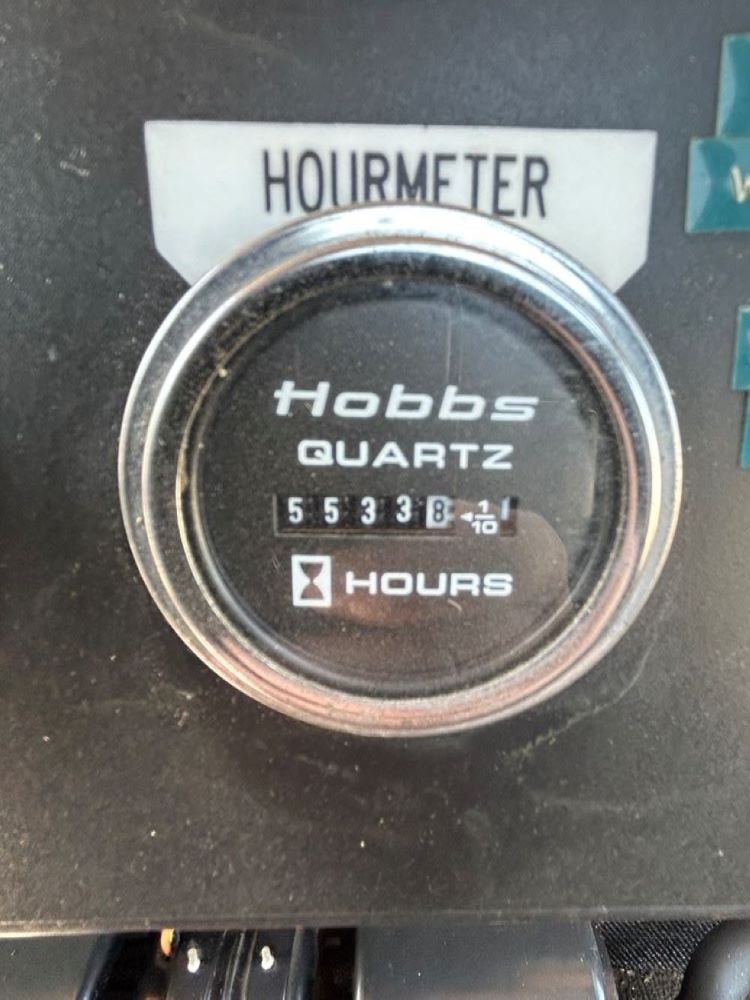 HOURMETER
Hobbs
QUARTZ
5 5 3 3 8 ◄ 1/10
HOURS
W